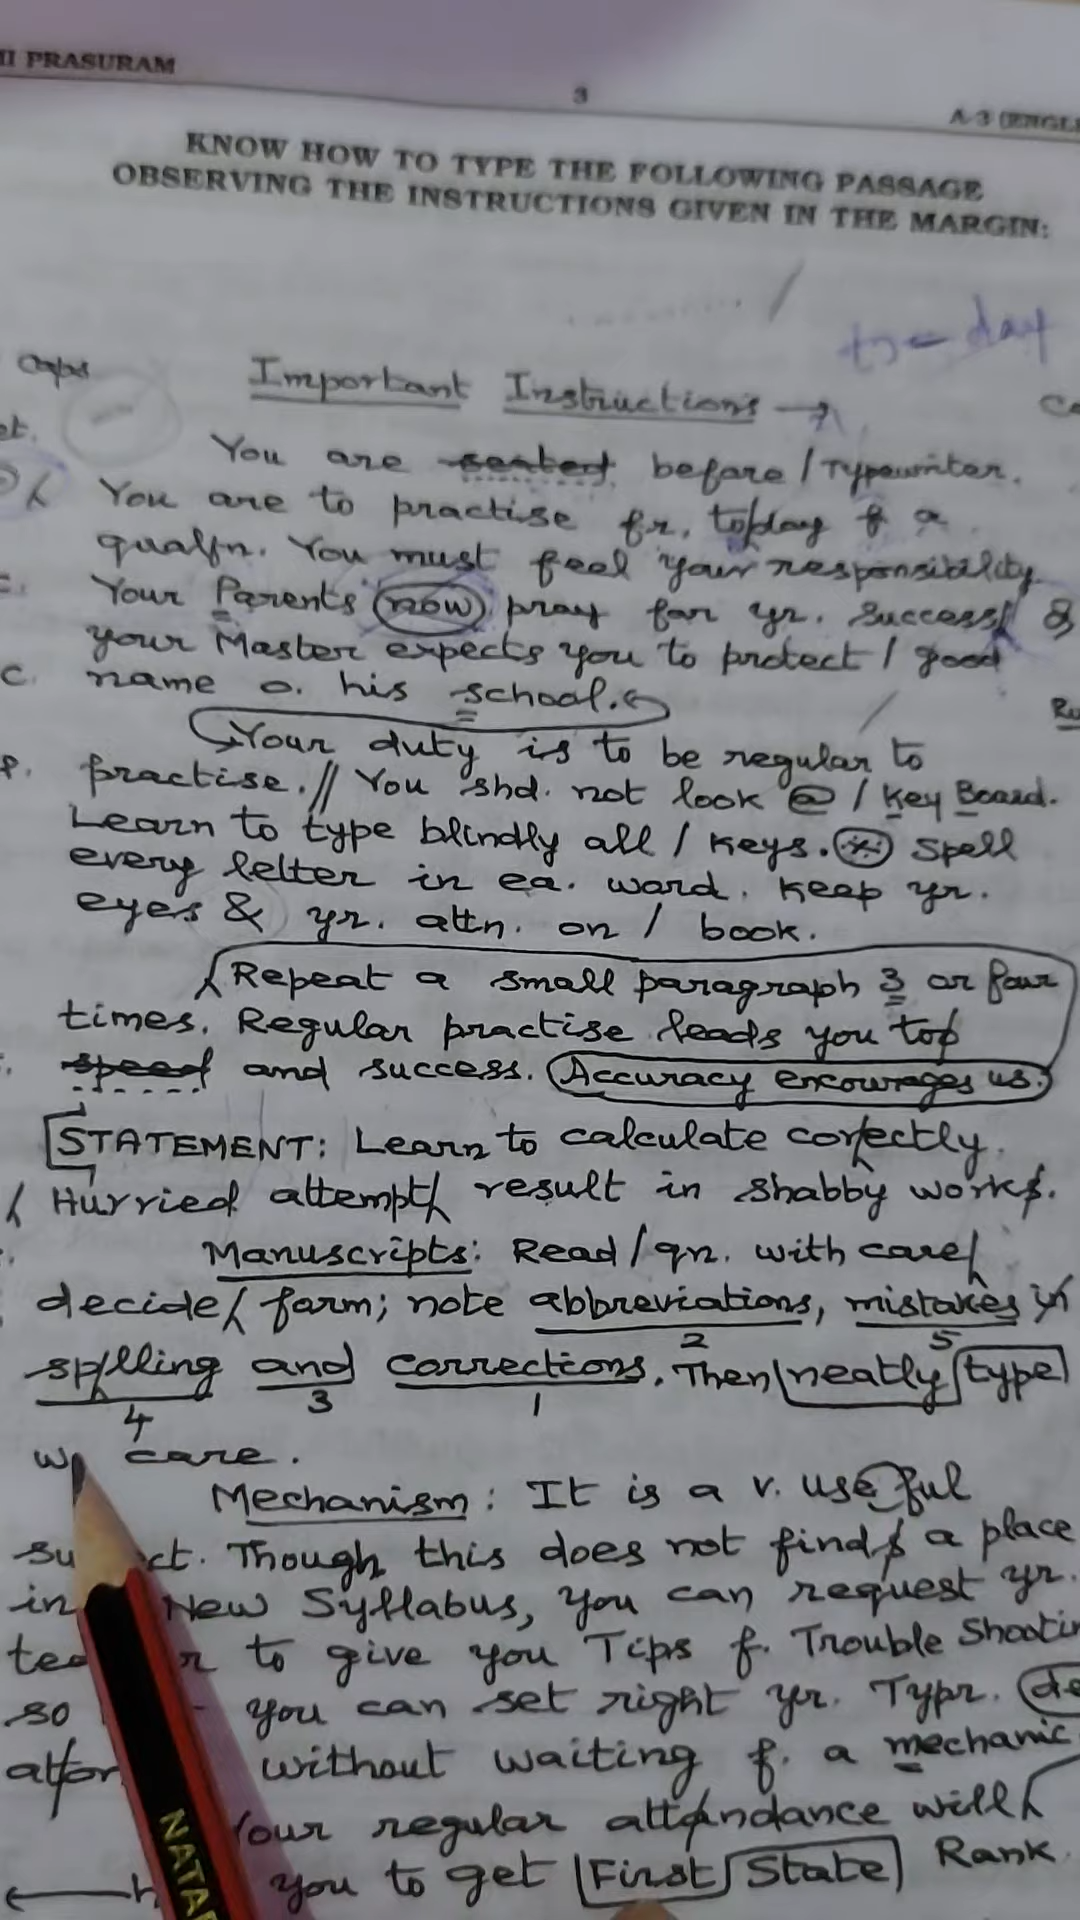 II PRASURAM
3
A-3 (ENGLI
KNOW HOW TO TYPE THE FOLLOWING PASSAGE
OBSERVING THE INSTRUCTIONS GIVEN IN THE MARGIN:
to-day
Caps
Important Instructions
You are seated before / Typewriter.
You are to practise fr. today f a
qualfn. You must feel your responsibility
Your Parents now pray for yr. success &
your Master expects you to protect / good
name o. his school.
Your duty is to be regular to
practise. // You shd. not look @ / Key Board.
Learn to type blindly all / Keys. Spell
every letter in ea. word. Keep yr.
eyes & yr. attn. on / book.
Repeat a small paragraph 3 or four
times. Regular practise leads you to
speed and success. Accuracy encourages us.
STATEMENT: Learn to calculate correctly.
Hurried attempt result in shabby works.
Manuscripts: Read / qn. with care
decide form; note abbreviations, mistakes in
2 5
splling and corrections. Then neatly type
4 3 1
care.
Mechanism: It is a v. useful
ct. Though this does not finds a place
in New Syllabus, you can request yr.
to give you Tips f. Trouble Shootin
so you can set right yr. Typr.
without waiting f. a mechanic
our regular attandance will
you to get First State Rank
NATA